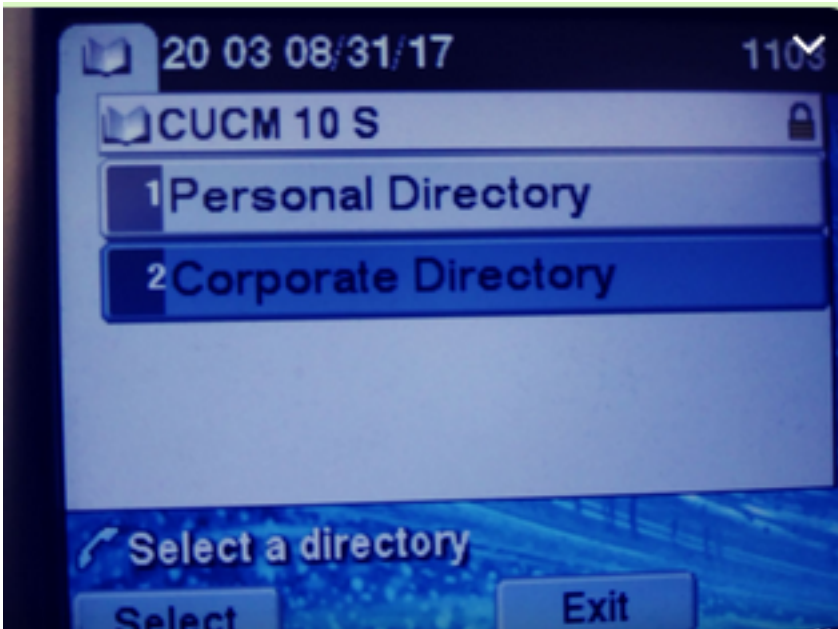 20 03 08/31/17 1103
CUCM 10 S
1 Personal Directory
2 Corporate Directory
Select a directory
Select Exit